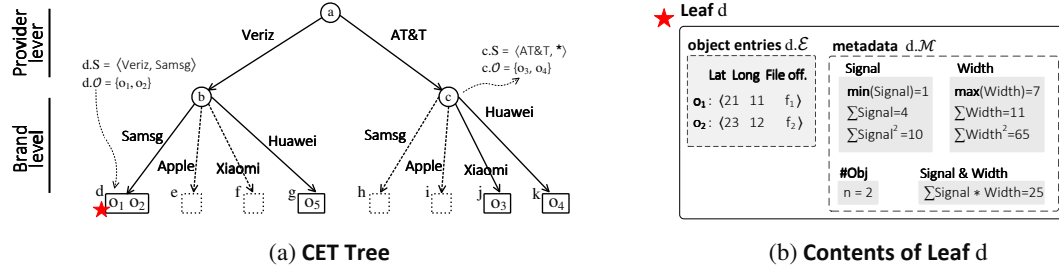 a
Veriz
AT&T
Provider
lever
d.S = ⟨Veriz, Samsg⟩
d.O = {o₁, o₂}
c.S = ⟨AT&T, *⟩
c.O = {o₃, o₄}
b
c
Brand
level
Samsg
Apple
Xiaomi
Huawei
Samsg
Apple
Xiaomi
Huawei
d
e
f
g
h
i
j
k
o₁ o₂
o₅
o₃
o₄
(a) CET Tree
Leaf d
object entries d.ℰ
Lat Long File off.
o₁ : ⟨21 11 f₁⟩
o₂ : ⟨23 12 f₂⟩
metadata d.ℳ
Signal
min(Signal)=1
∑Signal=4
∑Signal²=10
Width
max(Width)=7
∑Width=11
∑Width²=65
#Obj
n = 2
Signal & Width
∑Signal * Width=25
(b) Contents of Leaf d